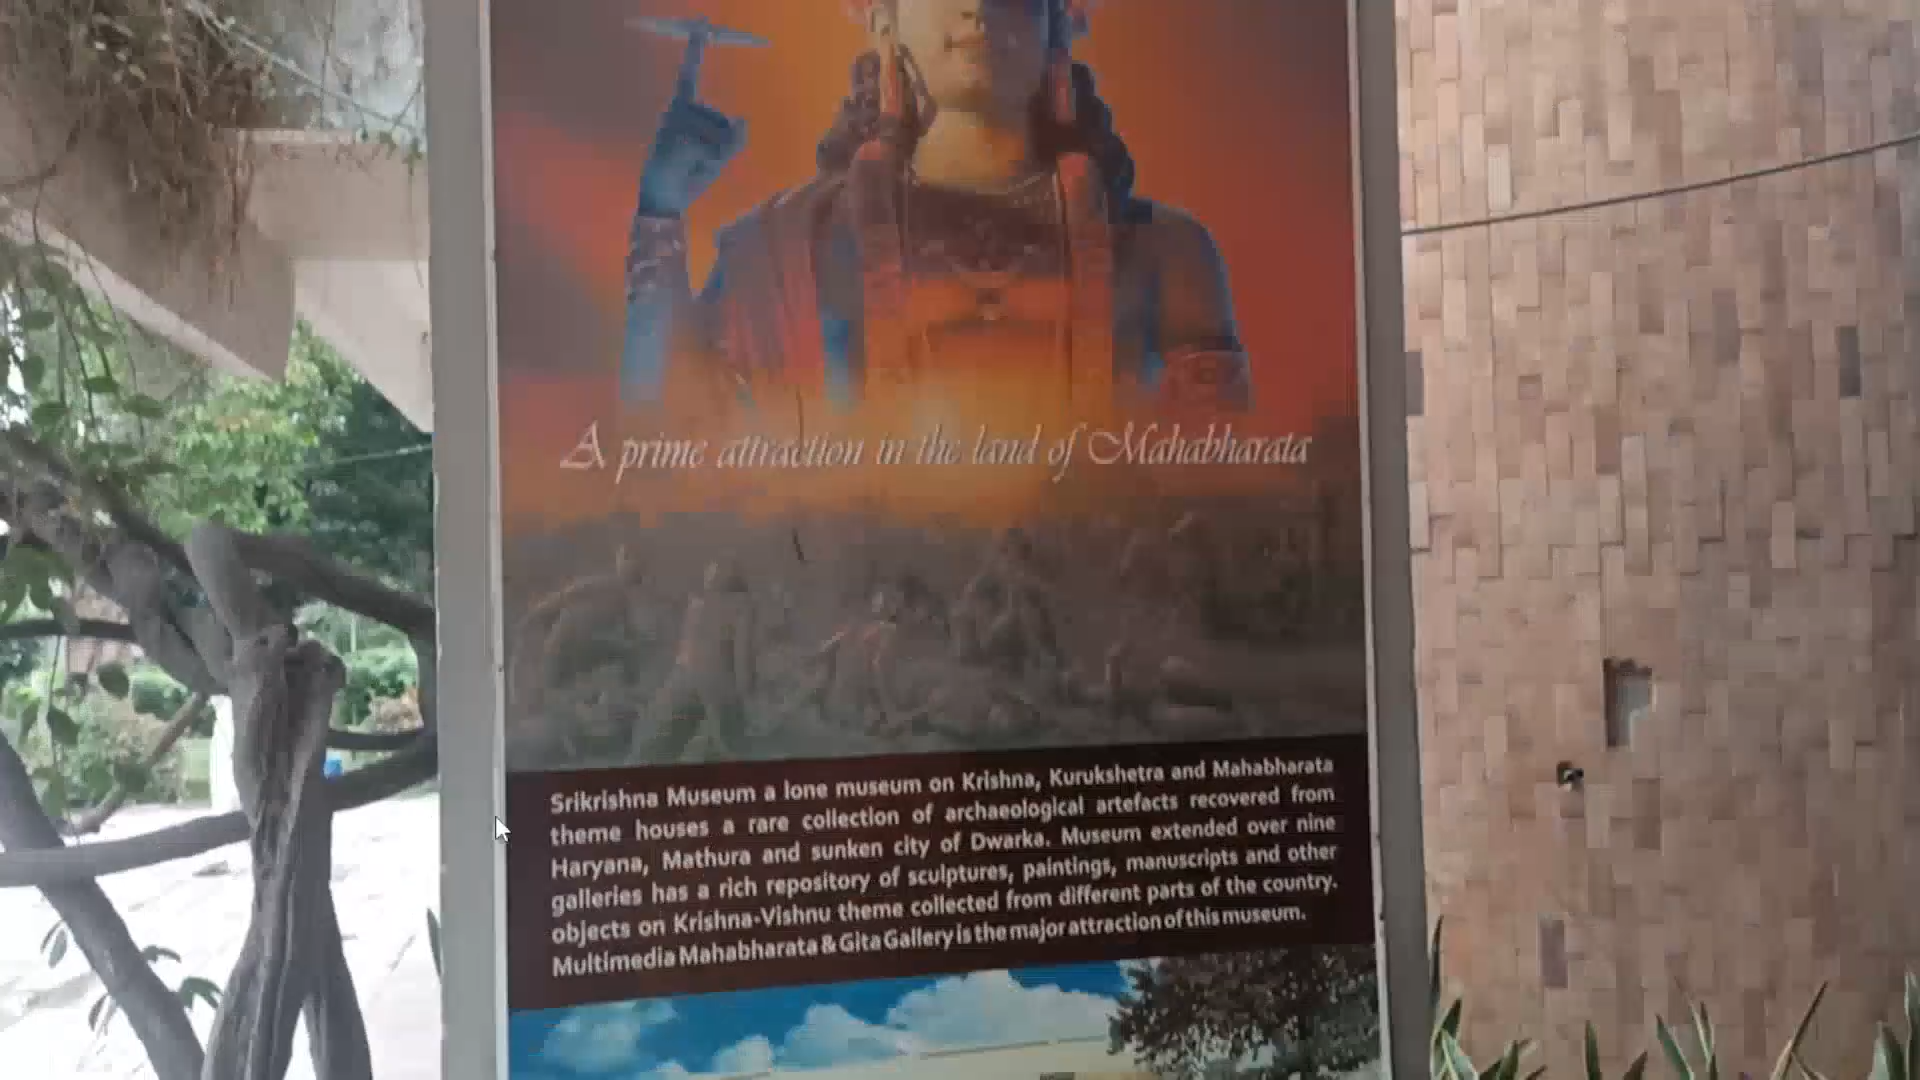 A prime attraction in the land of Mahabharata
Srikrishna Museum a lone museum on Krishna, Kurukshetra and Mahabharata
theme houses a rare collection of archaeological artefacts recovered from
Haryana, Mathura and sunken city of Dwarka. Museum extended over nine
galleries has a rich repository of sculptures, paintings, manuscripts and other
objects on Krishna-Vishnu theme collected from different parts of the country.
Multimedia Mahabharata & Gita Gallery is the major attraction of this museum.